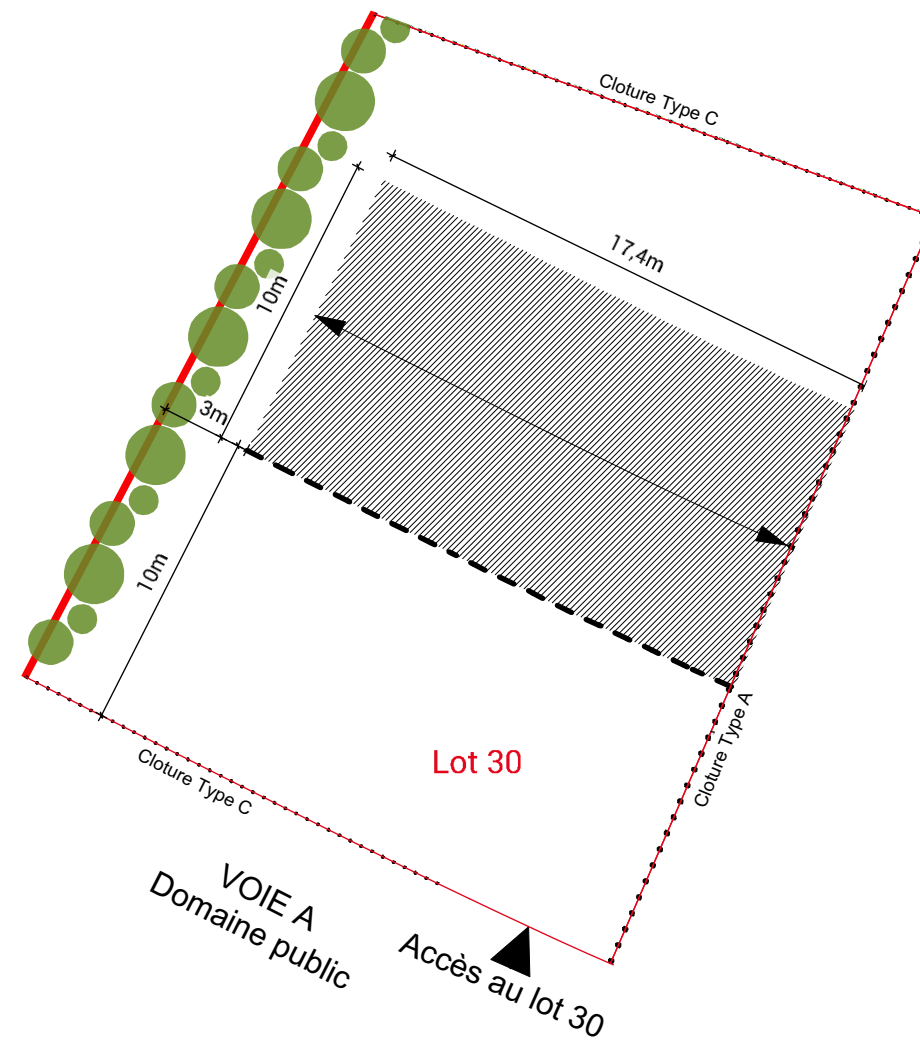 Cloture Type C
17,4m
10m
3m
10m
Cloture Type A
Lot 30
Cloture Type C
VOIE A
Domaine public
Accès au lot 30